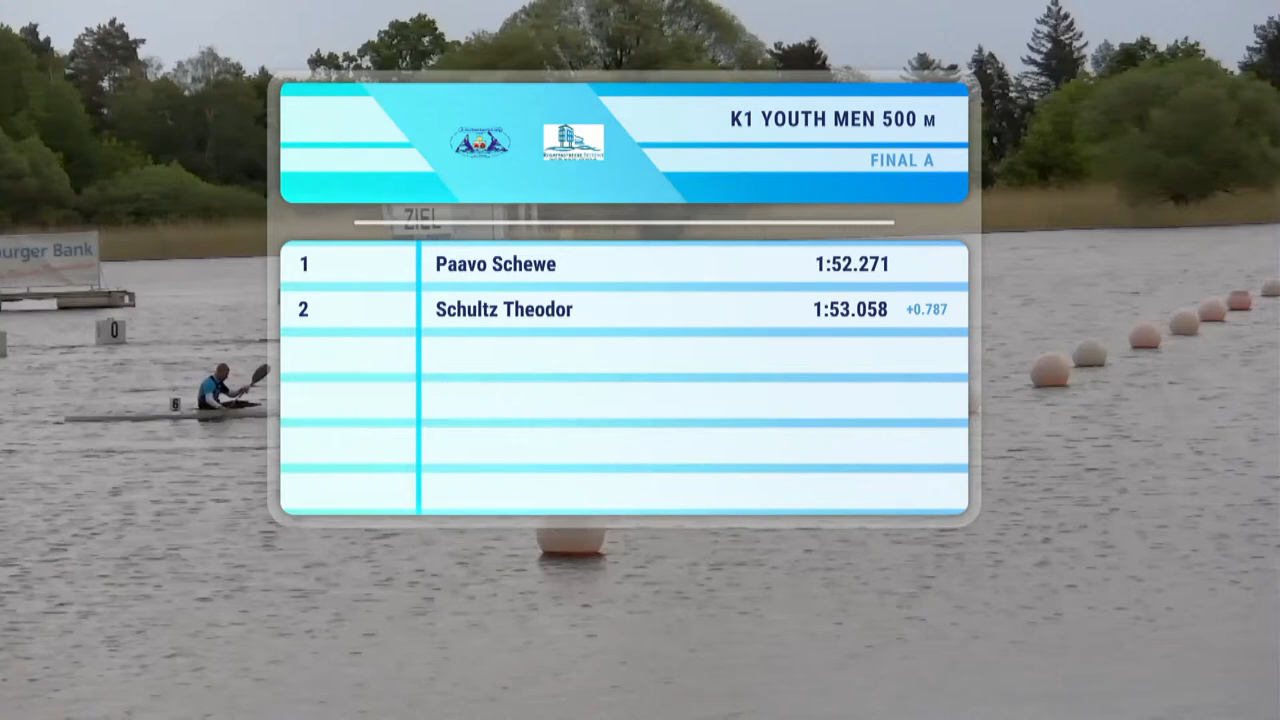 K1 YOUTH MEN 500 M
FINAL A
ZIEL
burger Bank
1 Paavo Schewe 1:52.271
2 Schultz Theodor 1:53.058 +0.787
0
6